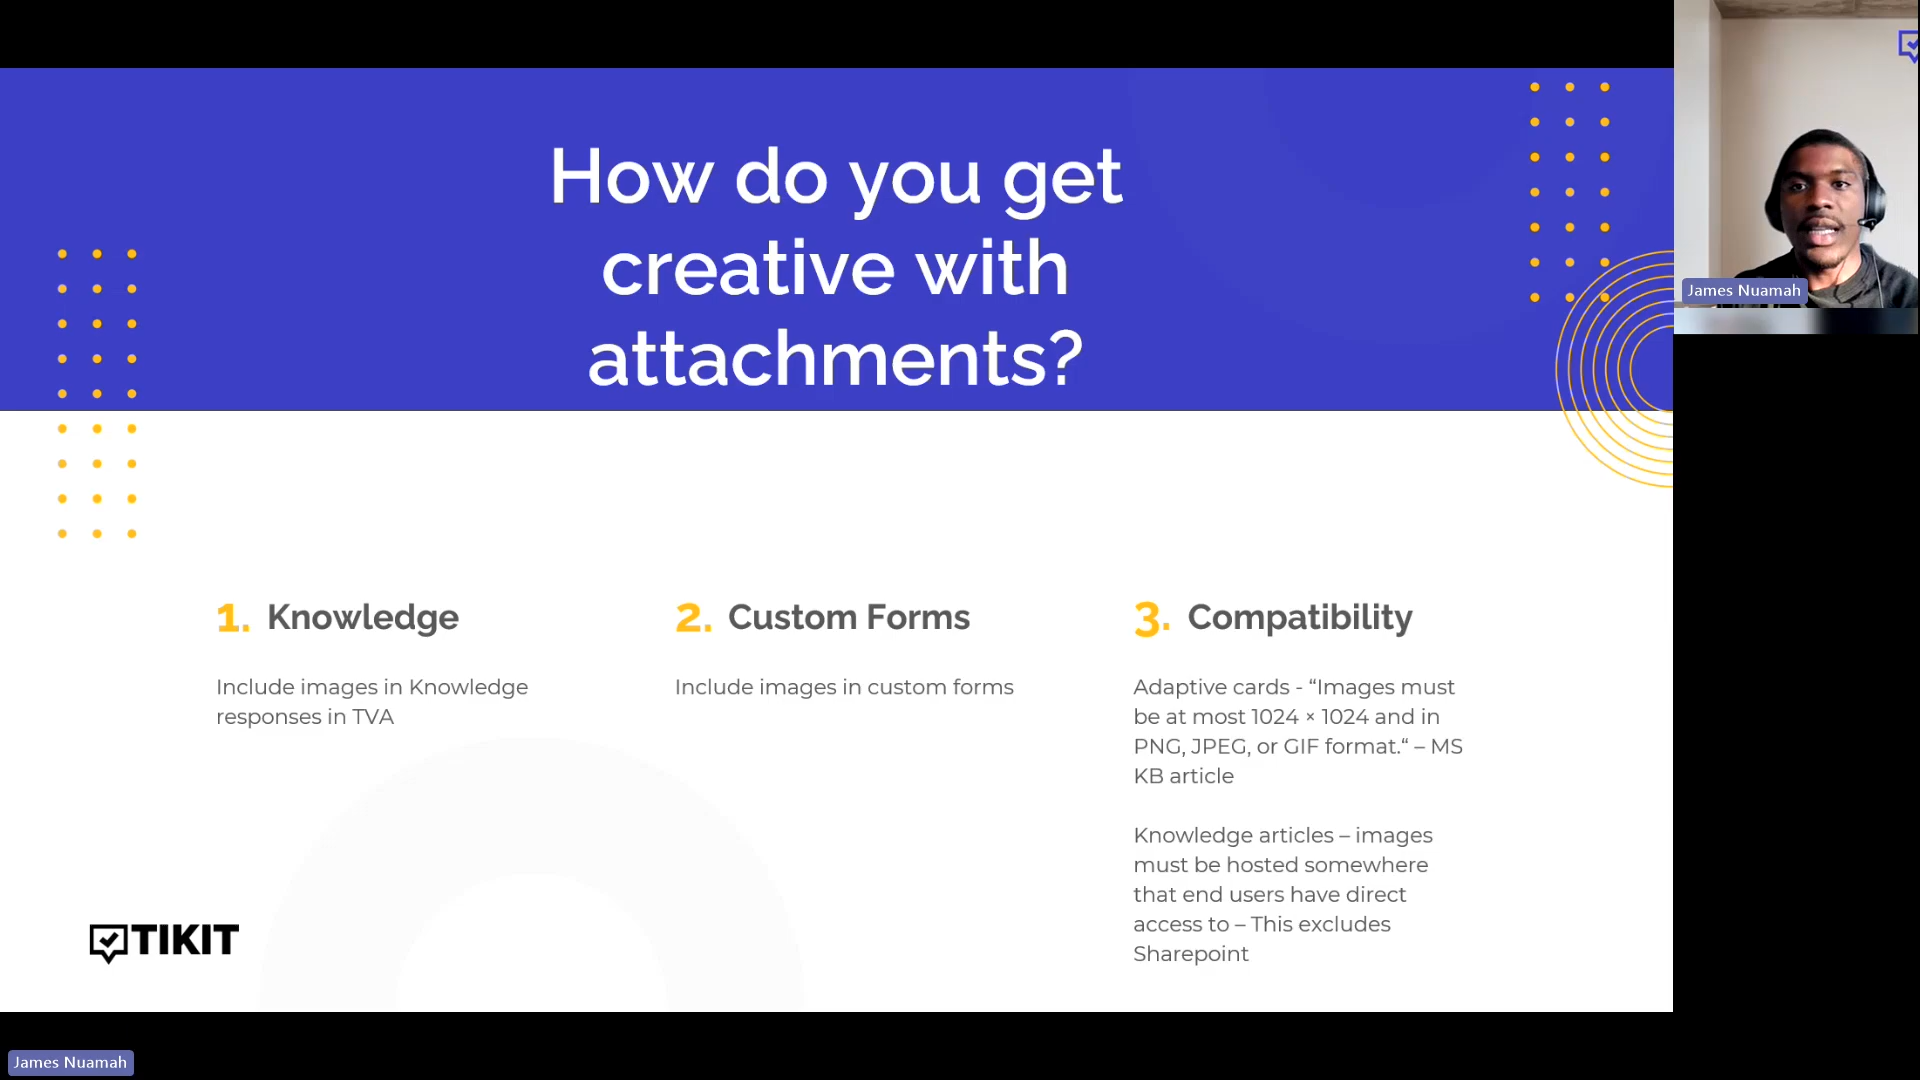 How do you get
creative with
attachments?
1. Knowledge
Include images in Knowledge
responses in TVA
2. Custom Forms
Include images in custom forms
3. Compatibility
Adaptive cards - “Images must
be at most 1024 × 1024 and in
PNG, JPEG, or GIF format.“ – MS
KB article
Knowledge articles – images
must be hosted somewhere
that end users have direct
access to – This excludes
Sharepoint
TIKIT
James Nuamah
James Nuamah